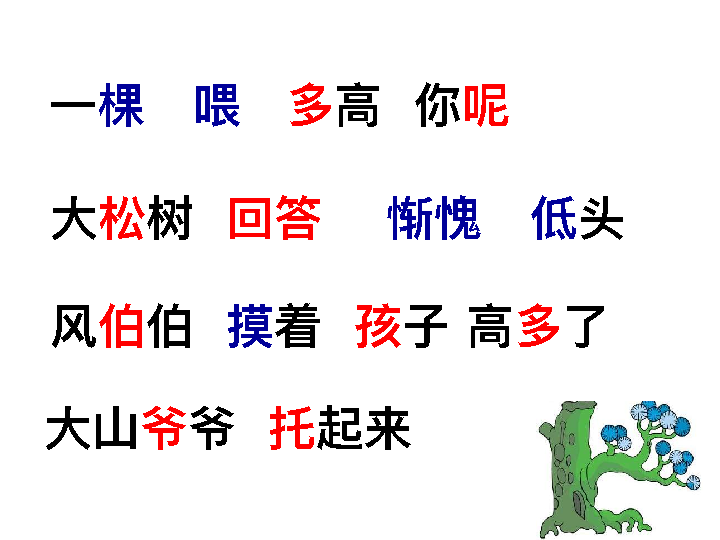 一棵 喂 多高 你呢
大松树 回答 惭愧 低头
风伯伯 摸着 孩子 高多了
大山爷爷 托起来